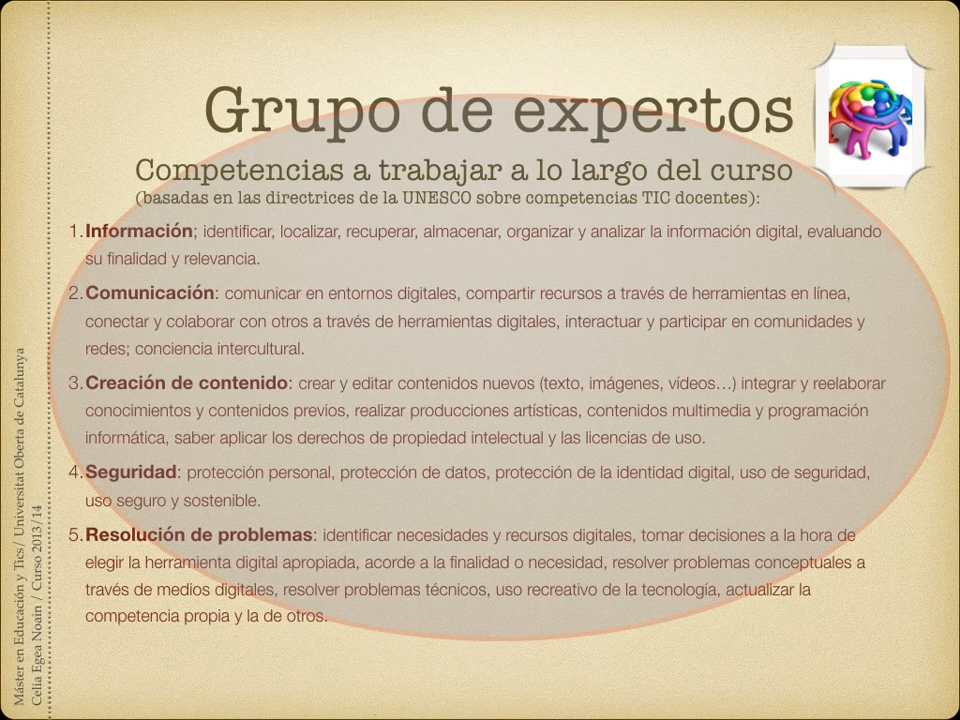 Grupo de expertos
Competencias a trabajar a lo largo del curso
(basadas en las directrices de la UNESCO sobre competencias TIC docentes):
1. Información; identificar, localizar, recuperar, almacenar, organizar y analizar la información digital, evaluando
su finalidad y relevancia.
2. Comunicación: comunicar en entornos digitales, compartir recursos a través de herramientas en línea,
conectar y colaborar con otros a través de herramientas digitales, interactuar y participar en comunidades y
redes; conciencia intercultural.
3. Creación de contenido: crear y editar contenidos nuevos (texto, imágenes, vídeos…) integrar y reelaborar
conocimientos y contenidos previos, realizar producciones artísticas, contenidos multimedia y programación
informática, saber aplicar los derechos de propiedad intelectual y las licencias de uso.
4. Seguridad: protección personal, protección de datos, protección de la identidad digital, uso de seguridad,
uso seguro y sostenible.
5. Resolución de problemas: identificar necesidades y recursos digitales, tomar decisiones a la hora de
elegir la herramienta digital apropiada, acorde a la finalidad o necesidad, resolver problemas conceptuales a
través de medios digitales, resolver problemas técnicos, uso recreativo de la tecnología, actualizar la
competencia propia y la de otros.
Máster en Educación y Tics/ Universitat Oberta de Catalunya
Celia Egea Noain / Curso 2013/14